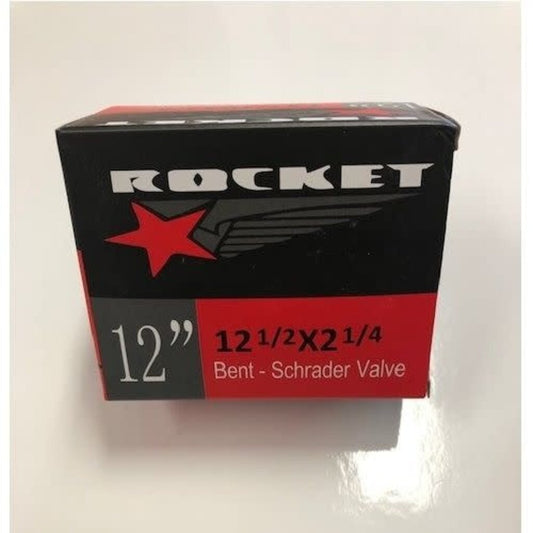 ROCKET
12”
12 1/2X2 1/4
Bent - Schrader Valve